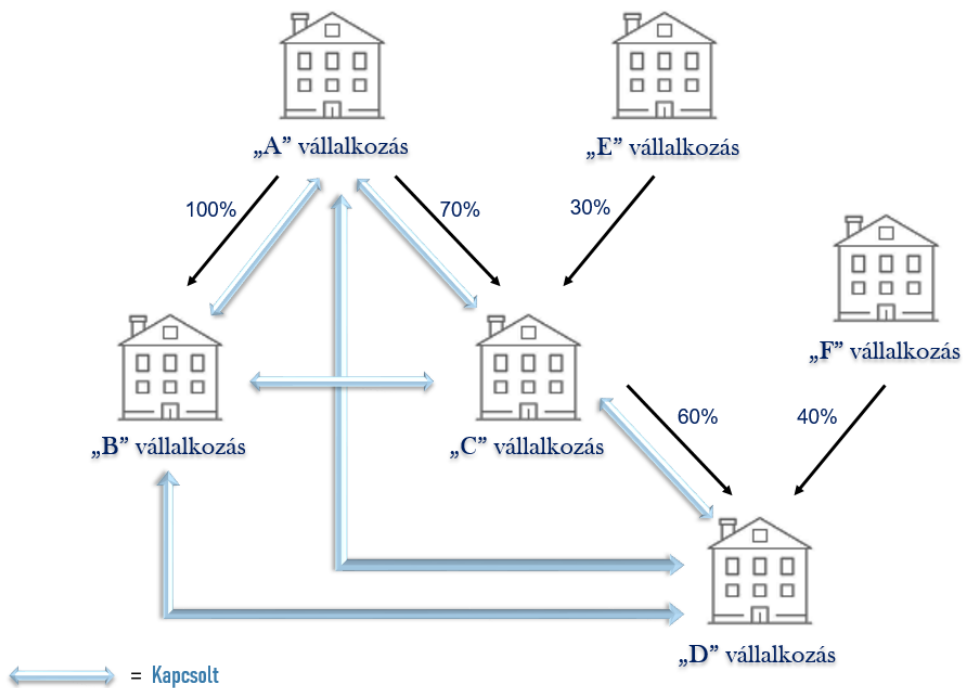 „A” vállalkozás
„E” vállalkozás
100%
70%
30%
„F” vállalkozás
„B” vállalkozás
„C” vállalkozás
60%
40%
„D” vállalkozás
= Kapcsolt